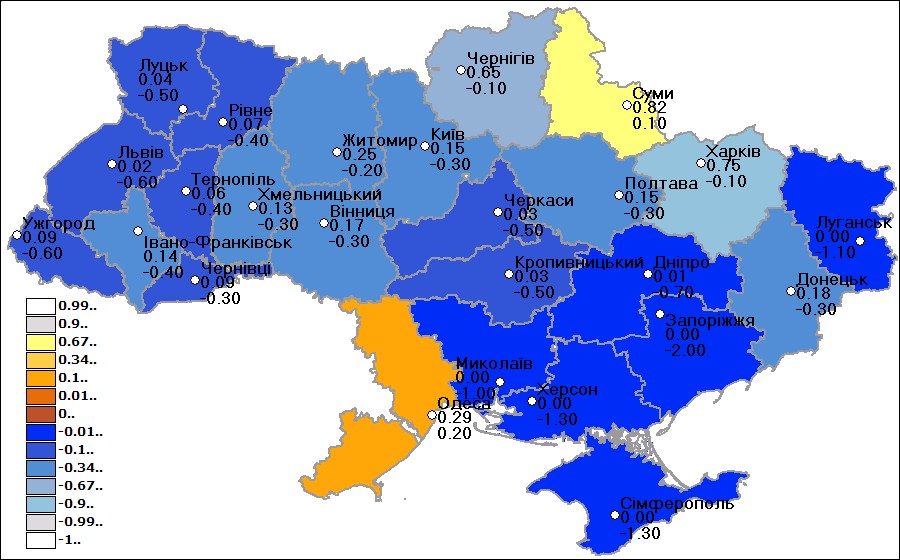 Чернігів
0.65
-0.10
Суми
0.82
0.10
Луцьк
0.04
-0.50
Рівне
0.07
-0.40
Житомир
0.25
-0.20
Київ
0.15
-0.30
Харків
0.75
-0.10
Львів
0.02
-0.60
Тернопіль
0.06
-0.40
Хмельницький
0.13
-0.30
Вінниця
0.17
-0.30
Черкаси
0.03
-0.50
Полтава
0.15
-0.30
Луганськ
0.00
-1.10
Ужгород
0.09
-0.60
Івано-Франківськ
0.14
-0.40
Чернівці
0.09
-0.30
Кропивницький
0.03
-0.50
Дніпро
0.01
-0.70
Донецьк
0.18
-0.30
Запоріжжя
0.00
-2.00
Миколаїв
0.00
-1.00
Херсон
0.00
-1.30
Одеса
0.29
0.20
Сімферополь
0.00
-1.30
0.99..
0.9..
0.67..
0.34..
0.1..
0.01..
0..
-0.01..
-0.1..
-0.34..
-0.67..
-0.9..
-0.99..
-1..